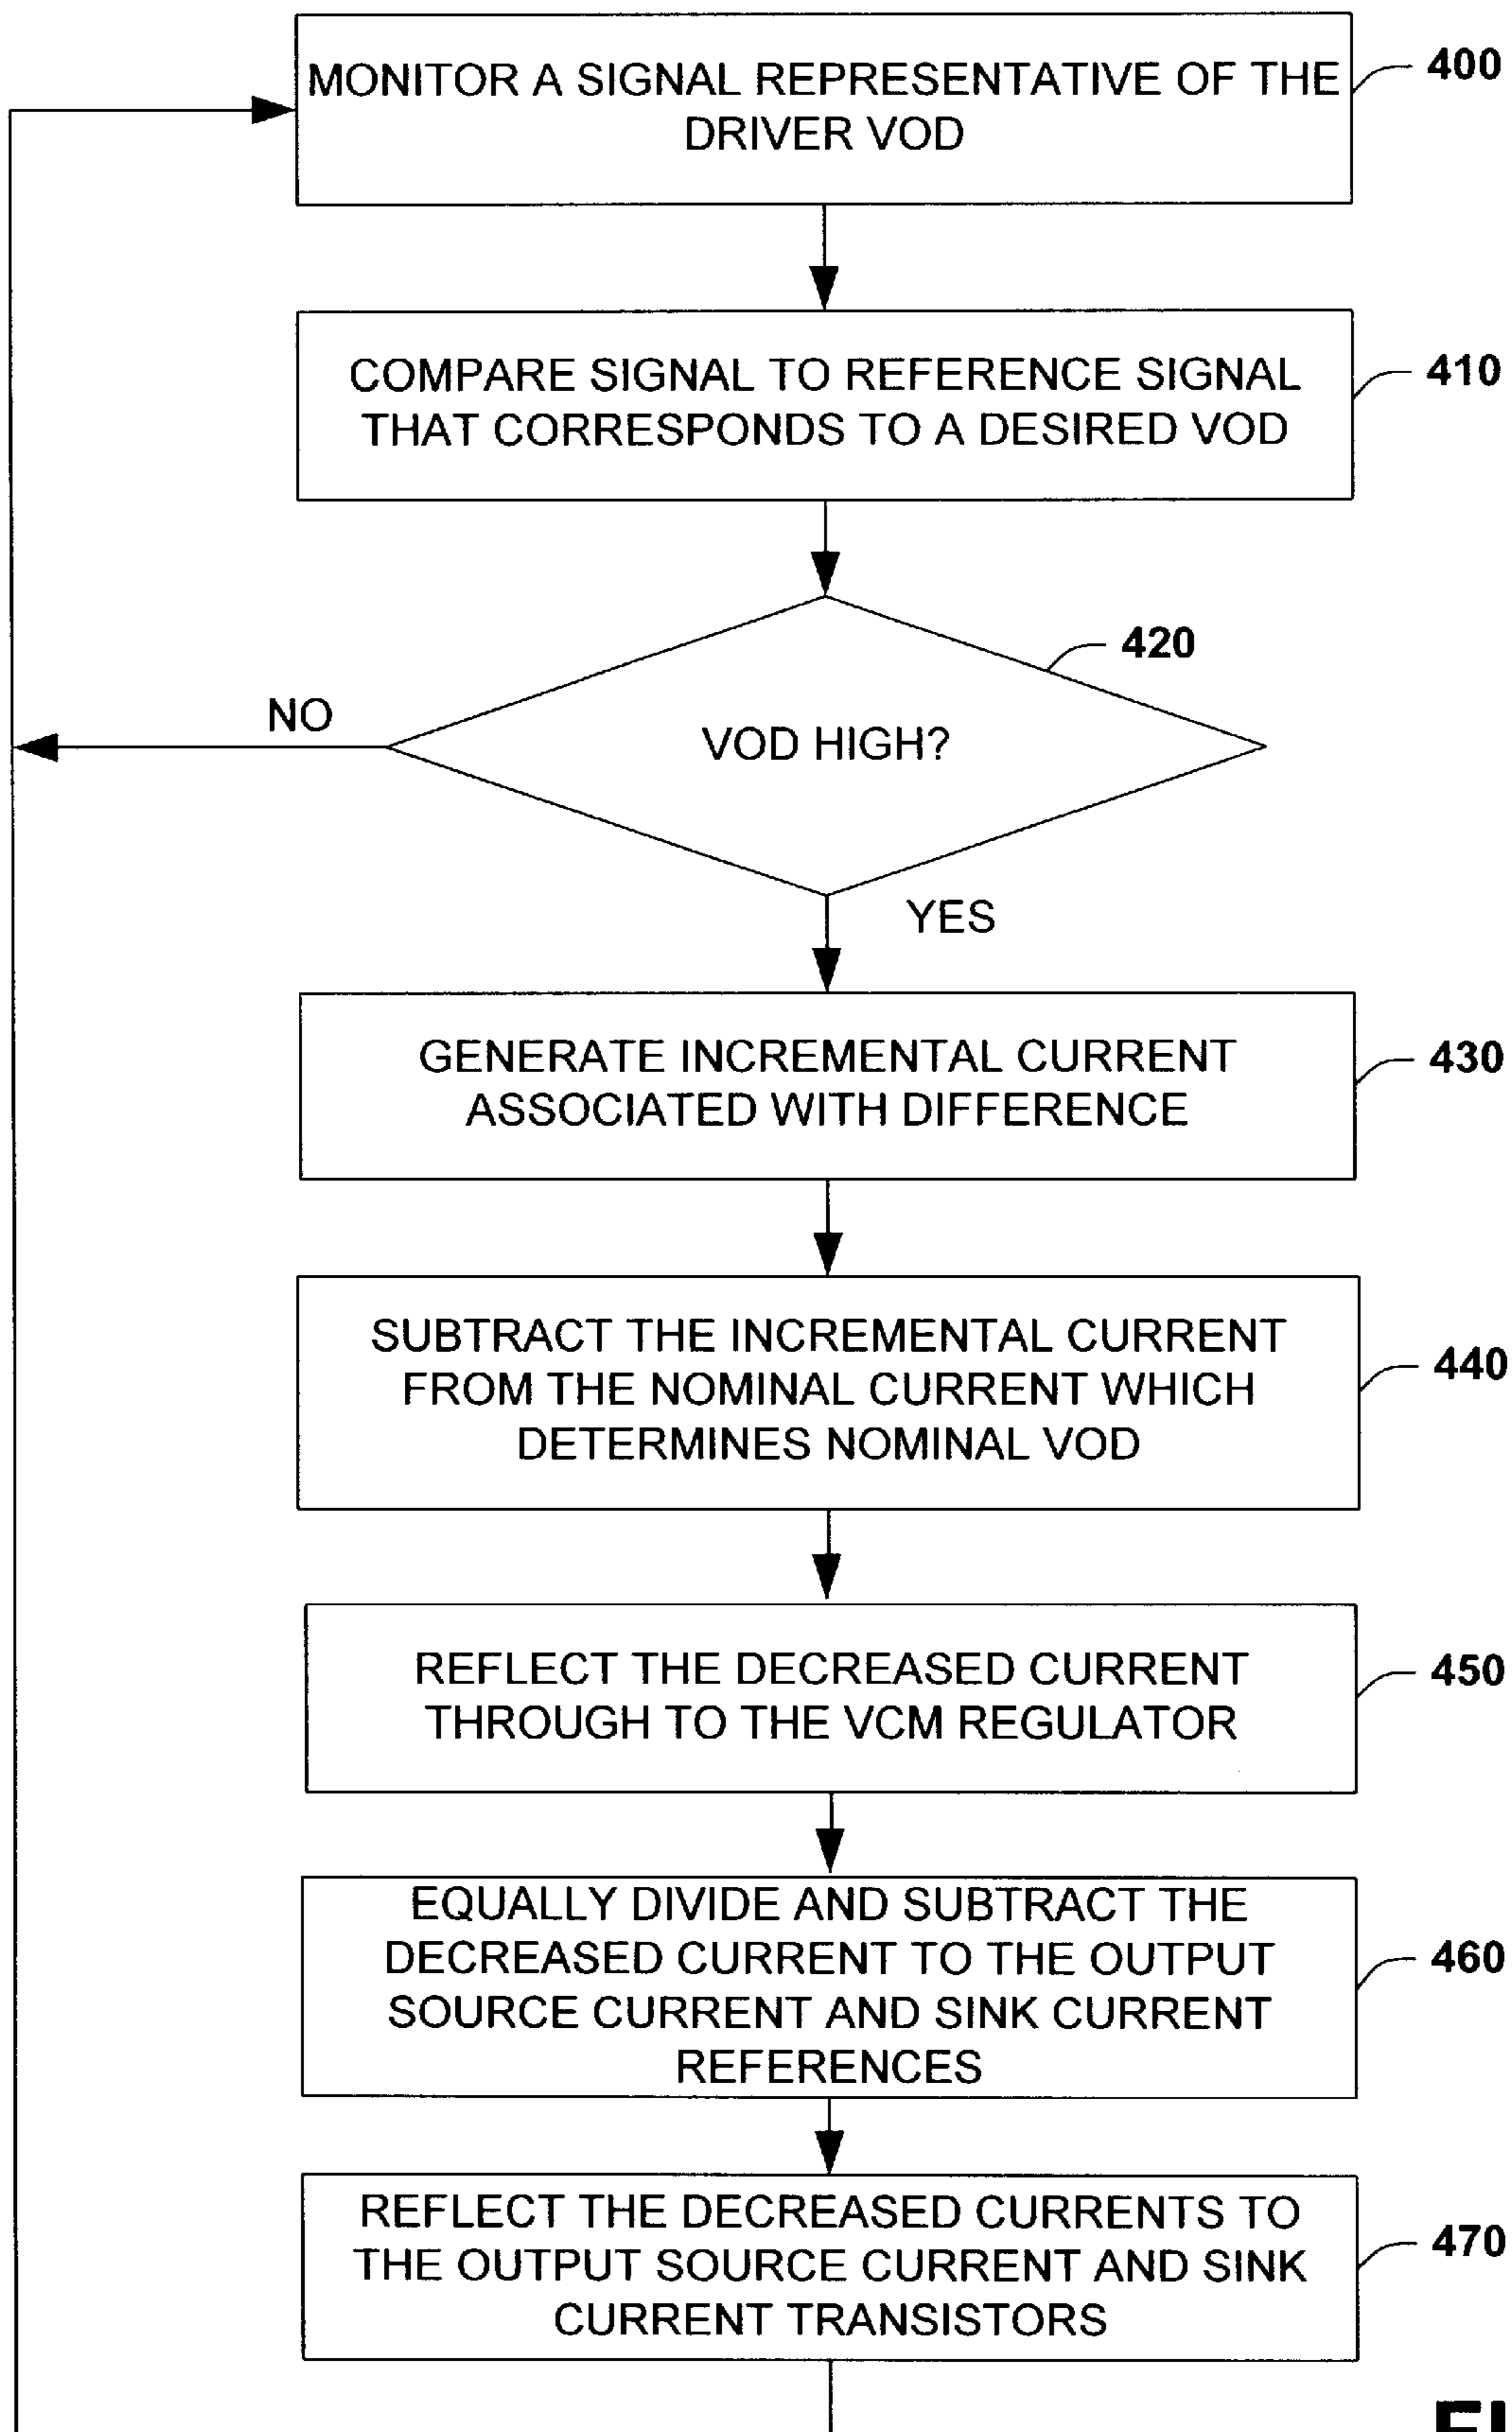 MONITOR A SIGNAL REPRESENTATIVE OF THE
DRIVER VOD
400
COMPARE SIGNAL TO REFERENCE SIGNAL
THAT CORRESPONDS TO A DESIRED VOD
410
420
NO
VOD HIGH?
YES
GENERATE INCREMENTAL CURRENT
ASSOCIATED WITH DIFFERENCE
430
SUBTRACT THE INCREMENTAL CURRENT
FROM THE NOMINAL CURRENT WHICH
DETERMINES NOMINAL VOD
440
REFLECT THE DECREASED CURRENT
THROUGH TO THE VCM REGULATOR
450
EQUALLY DIVIDE AND SUBTRACT THE
DECREASED CURRENT TO THE OUTPUT
SOURCE CURRENT AND SINK CURRENT
REFERENCES
460
REFLECT THE DECREASED CURRENTS TO
THE OUTPUT SOURCE CURRENT AND SINK
CURRENT TRANSISTORS
470